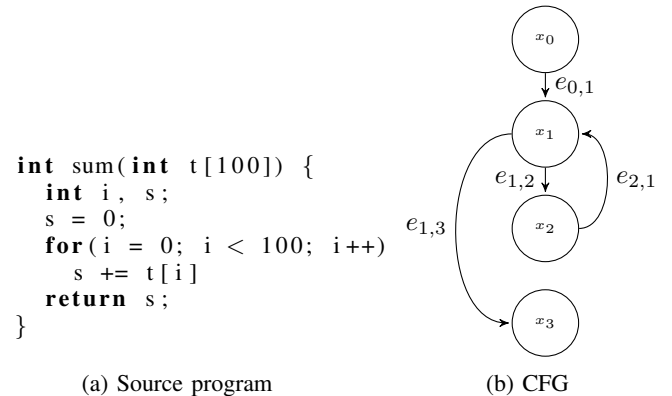 int sum(int t[100]) {
int i, s;
s = 0;
for(i = 0; i < 100; i++)
s += t[i]
return s;
}
(a) Source program
x0
e0,1
x1
e1,2
e2,1
x2
e1,3
x3
(b) CFG